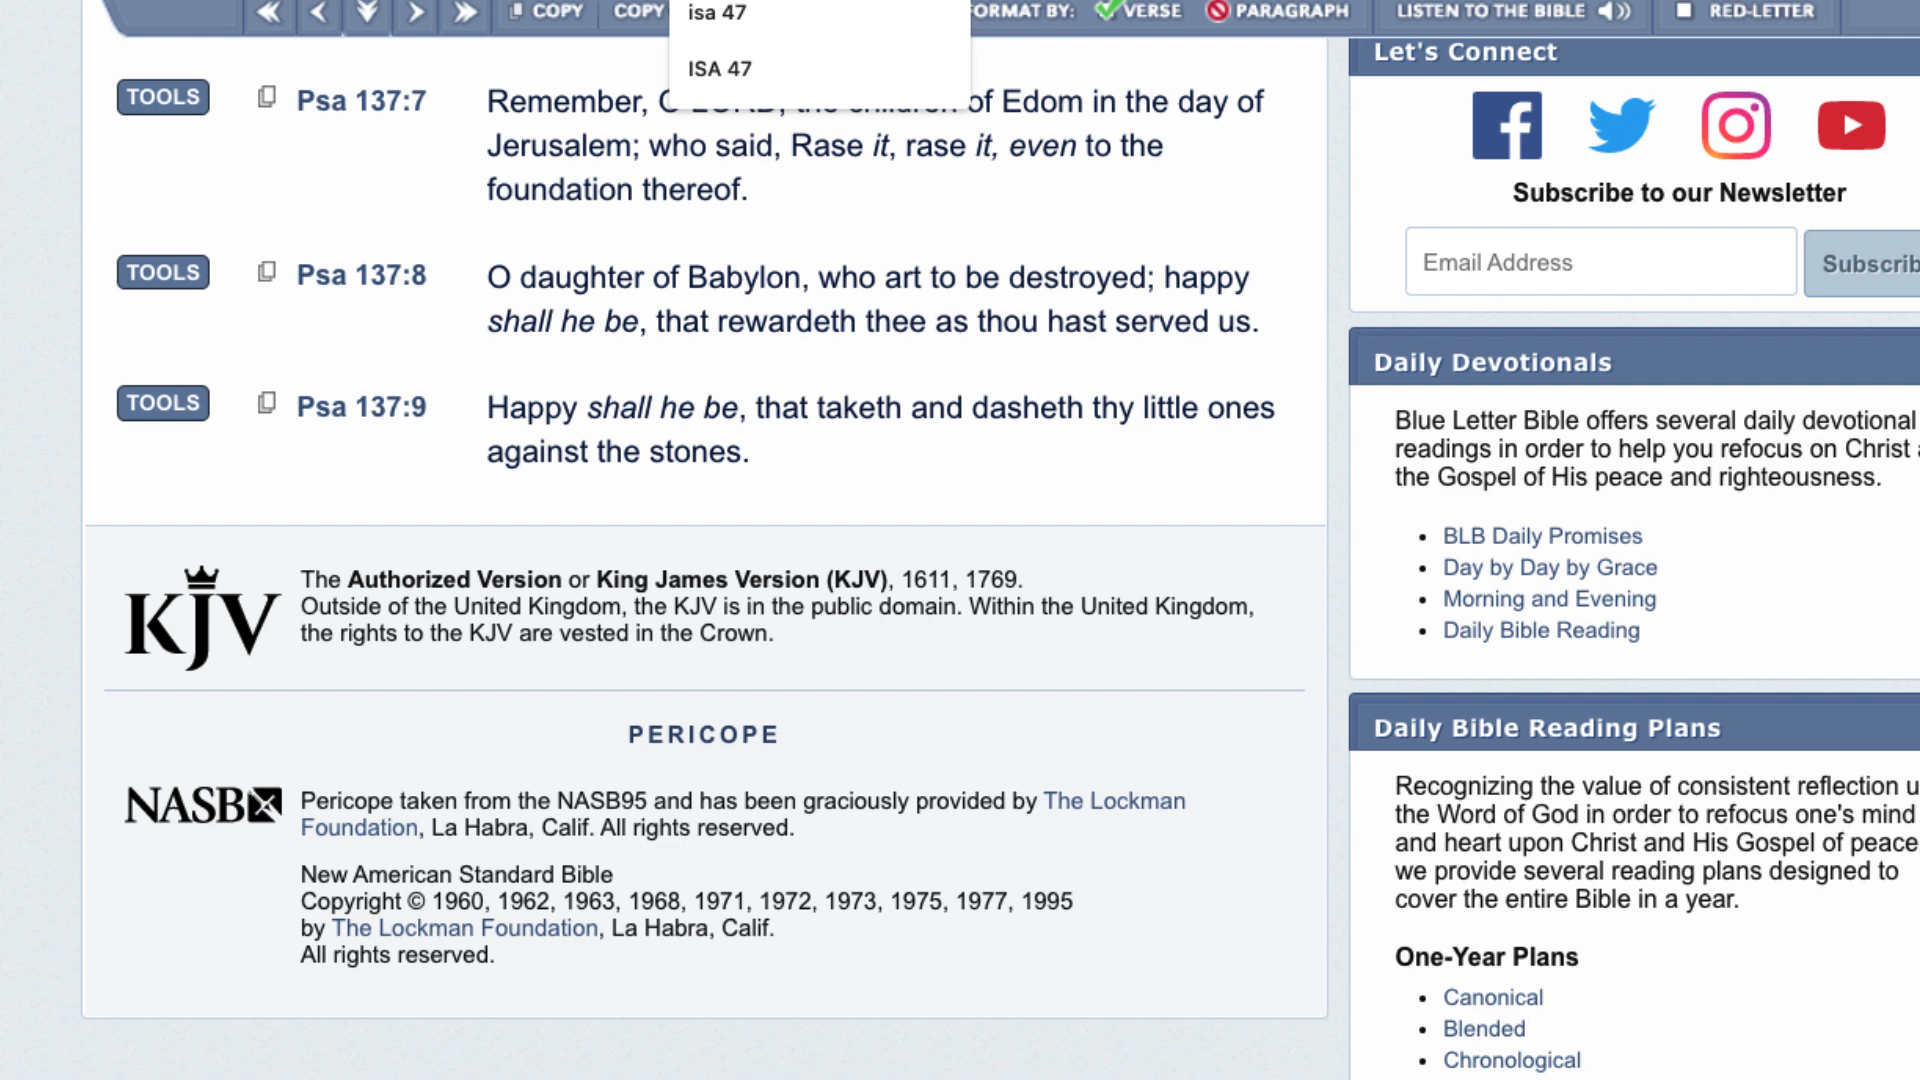 COPY
COPY
isa 47
ISA 47
FORMAT BY:
VERSE
PARAGRAPH
LISTEN TO THE BIBLE
RED-LETTER
TOOLS
Psa 137:7
Remember, O LORD, the children of Edom in the day of
Jerusalem; who said, Rase it, rase it, even to the
foundation thereof.
TOOLS
Psa 137:8
O daughter of Babylon, who art to be destroyed; happy
shall he be, that rewardeth thee as thou hast served us.
TOOLS
Psa 137:9
Happy shall he be, that taketh and dasheth thy little ones
against the stones.
KJV
The Authorized Version or King James Version (KJV), 1611, 1769.
Outside of the United Kingdom, the KJV is in the public domain. Within the United Kingdom,
the rights to the KJV are vested in the Crown.
PERICOPE
NASB
Pericope taken from the NASB95 and has been graciously provided by The Lockman
Foundation, La Habra, Calif. All rights reserved.
New American Standard Bible
Copyright © 1960, 1962, 1963, 1968, 1971, 1972, 1973, 1975, 1977, 1995
by The Lockman Foundation, La Habra, Calif.
All rights reserved.
Let's Connect
Subscribe to our Newsletter
Email Address
Subscrib
Daily Devotionals
Blue Letter Bible offers several daily devotional
readings in order to help you refocus on Christ
the Gospel of His peace and righteousness.
• BLB Daily Promises
• Day by Day by Grace
• Morning and Evening
• Daily Bible Reading
Daily Bible Reading Plans
Recognizing the value of consistent reflection u
the Word of God in order to refocus one's mind
and heart upon Christ and His Gospel of peace
we provide several reading plans designed to
cover the entire Bible in a year.
One-Year Plans
• Canonical
• Blended
• Chronological